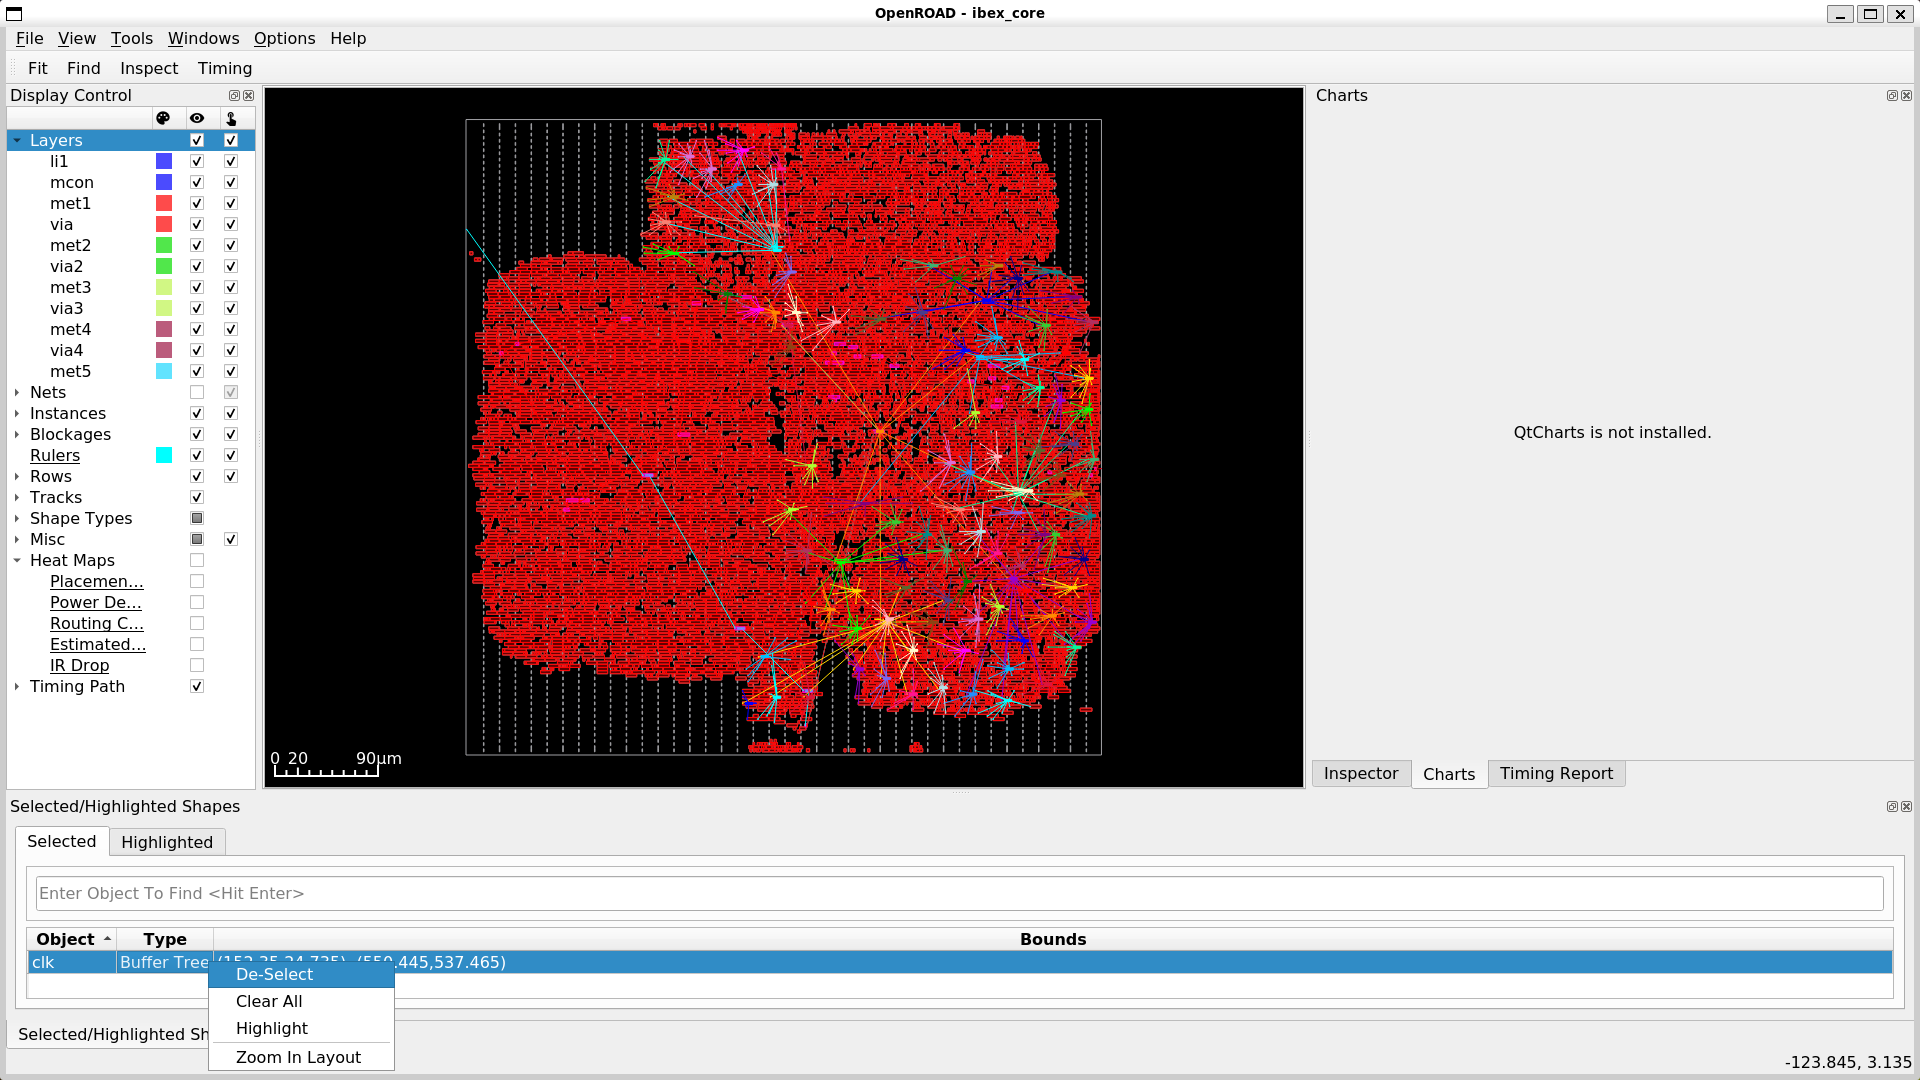 OpenROAD - ibex_core
File View Tools Windows Options Help
Fit Find Inspect Timing
Display Control
Layers
li1
mcon
met1
via
met2
via2
met3
via3
met4
via4
met5
Nets
Instances
Blockages
Rulers
Rows
Tracks
Shape Types
Misc
Heat Maps
Placemen...
Power De...
Routing C...
Estimated...
IR Drop
Timing Path
0 20 90μm
Charts
QtCharts is not installed.
Inspector Charts Timing Report
Selected/Highlighted Shapes
Selected Highlighted
Enter Object To Find <Hit Enter>
Object Type Bounds
clk Buffer Tree .445,537.465)
De-Select
Clear All
Highlight
Zoom In Layout
Selected/Highlighted Sh
-123.845, 3.135